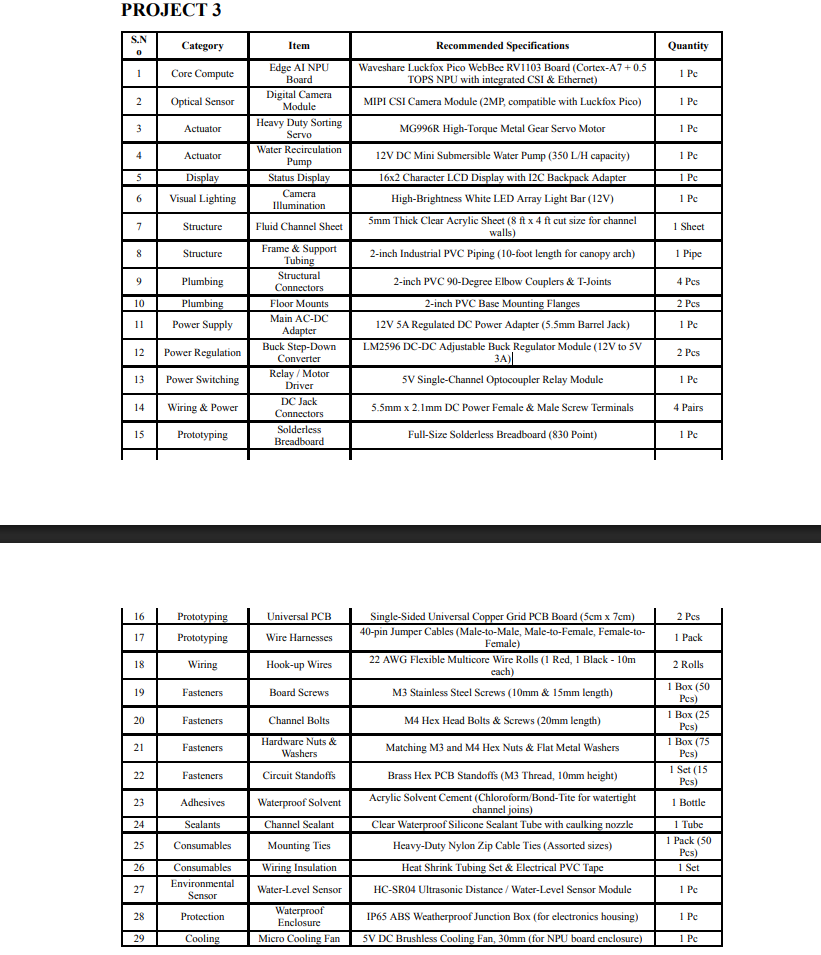 PROJECT 3
S.N
o
Category
Item
Recommended Specifications
Quantity
1
Core Compute
Edge AI NPU
Board
Waveshare Luckfox Pico WebBee RV1103 Board (Cortex-A7 + 0.5
TOPS NPU with integrated CSI & Ethernet)
1 Pc
2
Optical Sensor
Digital Camera
Module
MIPI CSI Camera Module (2MP, compatible with Luckfox Pico)
1 Pc
3
Actuator
Heavy Duty Sorting
Servo
MG996R High-Torque Metal Gear Servo Motor
1 Pc
4
Actuator
Water Recirculation
Pump
12V DC Mini Submersible Water Pump (350 L/H capacity)
1 Pc
5
Display
Status Display
16x2 Character LCD Display with I2C Backpack Adapter
1 Pc
6
Visual Lighting
Camera
Illumination
High-Brightness White LED Array Light Bar (12V)
1 Pc
7
Structure
Fluid Channel Sheet
5mm Thick Clear Acrylic Sheet (8 ft x 4 ft cut size for channel
walls)
1 Sheet
8
Structure
Frame & Support
Tubing
2-inch Industrial PVC Piping (10-foot length for canopy arch)
1 Pipe
9
Plumbing
Structural
Connectors
2-inch PVC 90-Degree Elbow Couplers & T-Joints
4 Pcs
10
Plumbing
Floor Mounts
2-inch PVC Base Mounting Flanges
2 Pcs
11
Power Supply
Main AC-DC
Adapter
12V 5A Regulated DC Power Adapter (5.5mm Barrel Jack)
1 Pc
12
Power Regulation
Buck Step-Down
Converter
LM2596 DC-DC Adjustable Buck Regulator Module (12V to 5V
3A)
2 Pcs
13
Power Switching
Relay / Motor
Driver
5V Single-Channel Optocoupler Relay Module
1 Pc
14
Wiring & Power
DC Jack
Connectors
5.5mm x 2.1mm DC Power Female & Male Screw Terminals
4 Pairs
15
Prototyping
Solderless
Breadboard
Full-Size Solderless Breadboard (830 Point)
1 Pc
16
Prototyping
Universal PCB
Single-Sided Universal Copper Grid PCB Board (5cm x 7cm)
2 Pcs
17
Prototyping
Wire Harnesses
40-pin Jumper Cables (Male-to-Male, Male-to-Female, Female-to-
Female)
1 Pack
18
Wiring
Hook-up Wires
22 AWG Flexible Multicore Wire Rolls (1 Red, 1 Black - 10m
each)
2 Rolls
19
Fasteners
Board Screws
M3 Stainless Steel Screws (10mm & 15mm length)
1 Box (50
Pcs)
20
Fasteners
Channel Bolts
M4 Hex Head Bolts & Screws (20mm length)
1 Box (25
Pcs)
21
Fasteners
Hardware Nuts &
Washers
Matching M3 and M4 Hex Nuts & Flat Metal Washers
1 Box (75
Pcs)
22
Fasteners
Circuit Standoffs
Brass Hex PCB Standoffs (M3 Thread, 10mm height)
1 Set (15
Pcs)
23
Adhesives
Waterproof Solvent
Acrylic Solvent Cement (Chloroform/Bond-Tite for watertight
channel joins)
1 Bottle
24
Sealants
Channel Sealant
Clear Waterproof Silicone Sealant Tube with caulking nozzle
1 Tube
25
Consumables
Mounting Ties
Heavy-Duty Nylon Zip Cable Ties (Assorted sizes)
1 Pack (50
Pcs)
26
Consumables
Wiring Insulation
Heat Shrink Tubing Set & Electrical PVC Tape
1 Set
27
Environmental
Sensor
Water-Level Sensor
HC-SR04 Ultrasonic Distance / Water-Level Sensor Module
1 Pc
28
Protection
Waterproof
Enclosure
IP65 ABS Weatherproof Junction Box (for electronics housing)
1 Pc
29
Cooling
Micro Cooling Fan
5V DC Brushless Cooling Fan, 30mm (for NPU board enclosure)
1 Pc